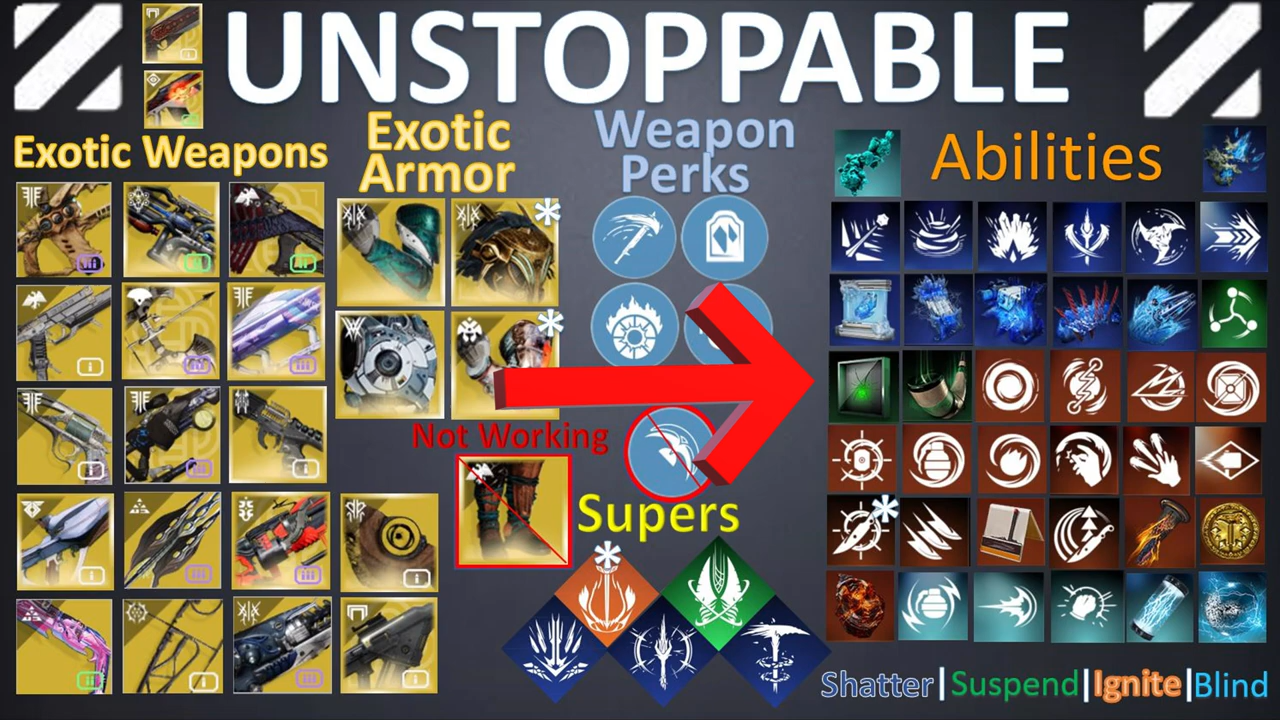 UNSTOPPABLE
Exotic Weapons
Exotic
Armor
Weapon
Perks
Abilities
*
*
Not Working
Supers
*
*
Shatter|Suspend|Ignite|Blind